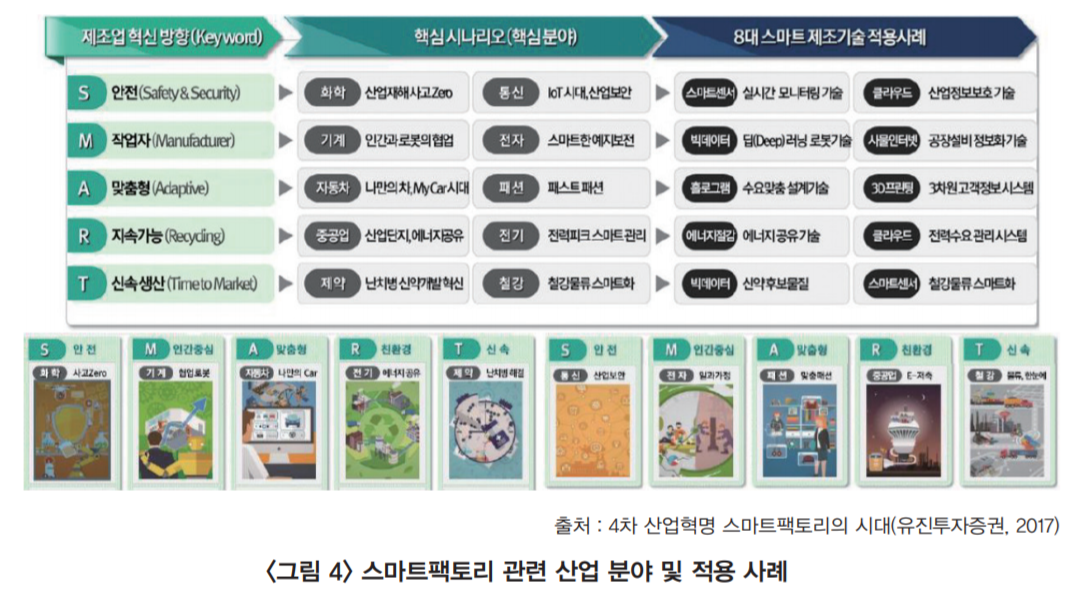 제조업 혁신 방향(Keyword) 핵심 시나리오(핵심 분야) 8대 스마트 제조기술 적용사례
S 안전(Safety & Security) 화학 산업재해 사고 Zero 통신 IoT 시대, 산업보안 스마트센서 실시간 모니터링 기술 클라우드 산업정보보호 기술
M 작업자(Manufacturer) 기계 인간과 로봇의 협업 전자 스마트한 예지보전 빅데이터 딥(Deep)러닝 로봇기술 사물인터넷 공장설비 정보화 기술
A 맞춤형(Adaptive) 자동차 나만의 차, My Car 시대 패션 패스트 패션 홀로그램 수요맞춤 설계기술 3D프린팅 3차원 고객정보 시스템
R 지속가능(Recycling) 중공업 산업단지, 에너지 공유 전기 전력피크 스마트 관리 에너지절감 에너지 공유 기술 클라우드 전력수요 관리 시스템
T 신속 생산(Time to Market) 제약 난치병 신약개발 혁신 철강 철강물류 스마트화 빅데이터 신약 후보물질 스마트센서 철강물류 스마트화
S 안전 M 인간중심 A 맞춤형 R 친환경 T 신속 S 안전 M 인간중심 A 맞춤형 R 친환경 T 신속
화학 사고Zero 기계 협업로봇 자동차 나만의 Car 전기 에너지공유 제약 난치병 해결 통신 산업보안 전자 일과가정 패션 맞춤패션 중공업 E-저축 철강 물류, 한눈에
출처 : 4차 산업혁명 스마트팩토리의 시대(유진투자증권, 2017)
<그림 4> 스마트팩토리 관련 산업 분야 및 적용 사례